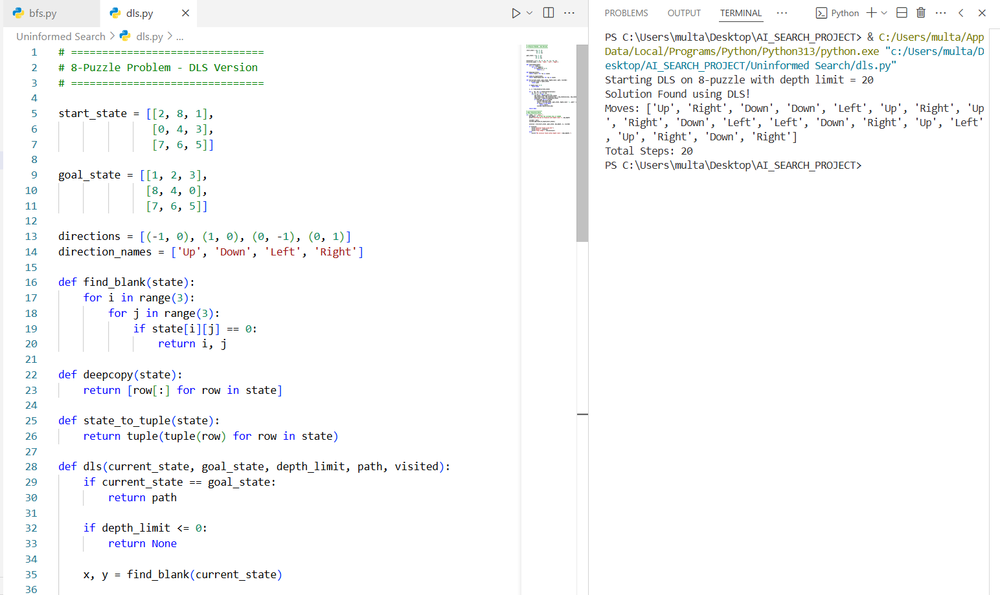 bfs.py
dls.py
Uninformed Search > dls.py > ...
1 # ===============================
2 # 8-Puzzle Problem - DLS Version
3 # ===============================
4
5 start_state = [[2, 8, 1],
6 [0, 4, 3],
7 [7, 6, 5]]
8
9 goal_state = [[1, 2, 3],
10 [8, 4, 0],
11 [7, 6, 5]]
12
13 directions = [(-1, 0), (1, 0), (0, -1), (0, 1)]
14 direction_names = ['Up', 'Down', 'Left', 'Right']
15
16 def find_blank(state):
17 for i in range(3):
18 for j in range(3):
19 if state[i][j] == 0:
20 return i, j
21
22 def deepcopy(state):
23 return [row[:] for row in state]
24
25 def state_to_tuple(state):
26 return tuple(tuple(row) for row in state)
27
28 def dls(current_state, goal_state, depth_limit, path, visited):
29 if current_state == goal_state:
30 return path
31
32 if depth_limit <= 0:
33 return None
34
35 x, y = find_blank(current_state)
36
PROBLEMS OUTPUT TERMINAL ... Python
PS C:\Users\multa\Desktop\AI_SEARCH_PROJECT> & C:/Users/multa/App
Data/Local/Programs/Python/Python313/python.exe "c:/Users/multa/D
esktop/AI_SEARCH_PROJECT/Uninformed Search/dls.py"
Starting DLS on 8-puzzle with depth limit = 20
Solution Found using DLS!
Moves: ['Up', 'Right', 'Down', 'Down', 'Left', 'Up', 'Right', 'Up
', 'Right', 'Down', 'Left', 'Left', 'Down', 'Right', 'Up', 'Left'
, 'Up', 'Right', 'Down', 'Right']
Total Steps: 20
PS C:\Users\multa\Desktop\AI_SEARCH_PROJECT>